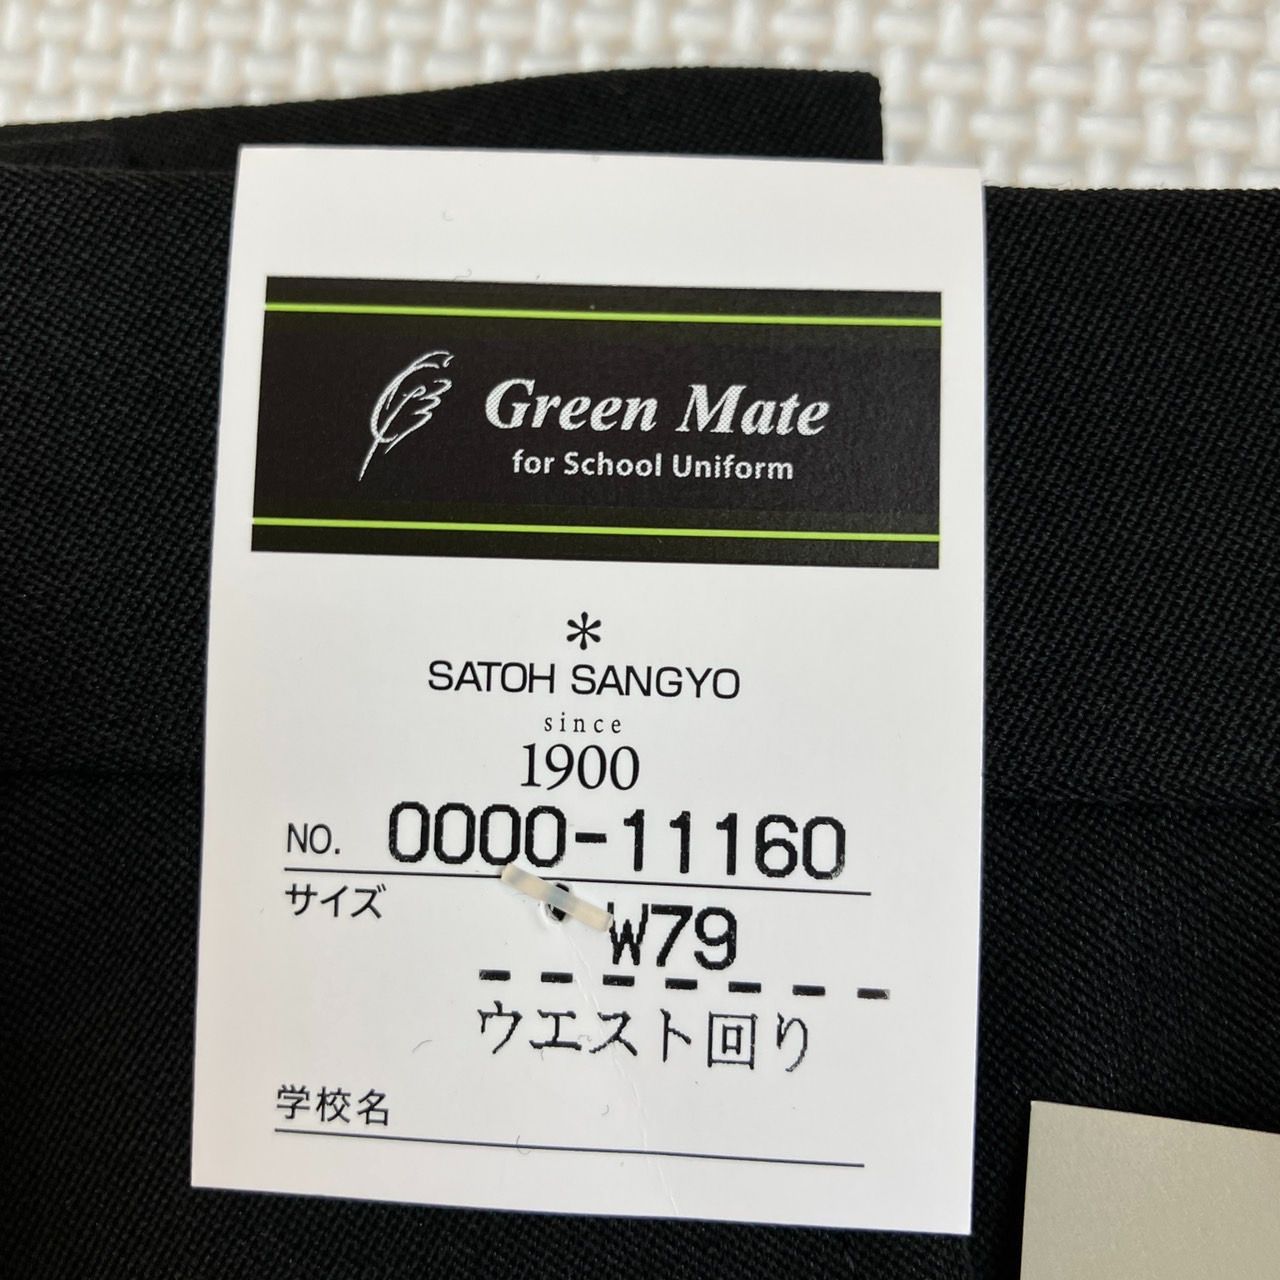 Green Mate
for School Uniform
SATOH SANGYO
since
1900
NO. 0000-11160
サイズ W79
ウエスト回り
学校名